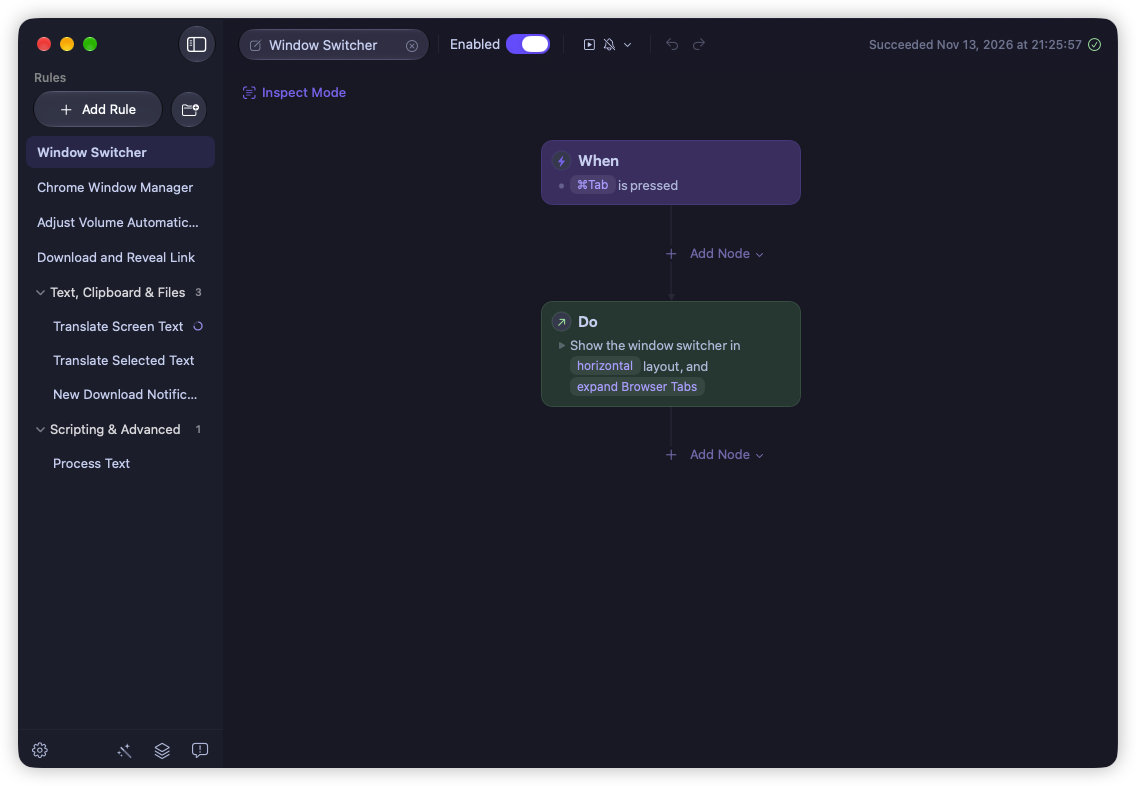 Window Switcher
Enabled
Succeeded Nov 13, 2026 at 21:25:57
Rules
Add Rule
Window Switcher
Chrome Window Manager
Adjust Volume Automatic...
Download and Reveal Link
Text, Clipboard & Files 3
Translate Screen Text
Translate Selected Text
New Download Notific...
Scripting & Advanced 1
Process Text
Inspect Mode
When
⌘Tab is pressed
Add Node
Do
Show the window switcher in
horizontal layout, and
expand Browser Tabs
Add Node